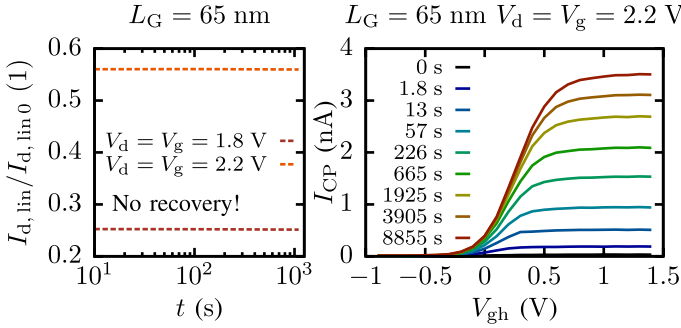 L_G = 65 nm
I_d,lin/I_d,lin 0 (1)
0.6
0.5
0.4
0.3
0.2
V_d = V_g = 1.8 V
V_d = V_g = 2.2 V
No recovery!
10^1
10^2
10^3
t (s)
L_G = 65 nm V_d = V_g = 2.2 V
I_CP (nA)
4
3
2
1
0
0 s
1.8 s
13 s
57 s
226 s
665 s
1925 s
3905 s
8855 s
−0.5
0
0.5
1.0
1.5
V_gh (V)